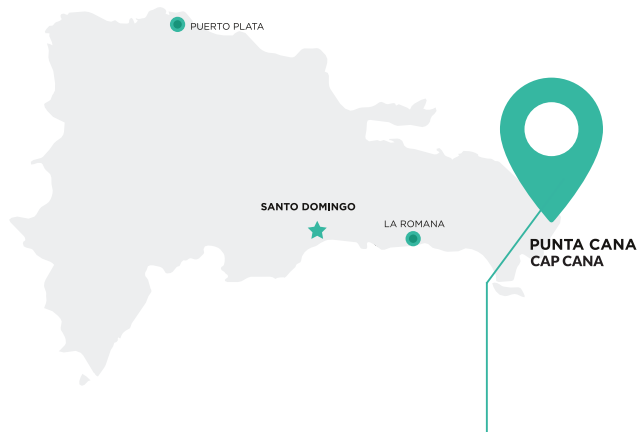 PUERTO PLATA
SANTO DOMINGO
LA ROMANA
PUNTA CANA
CAP CANA